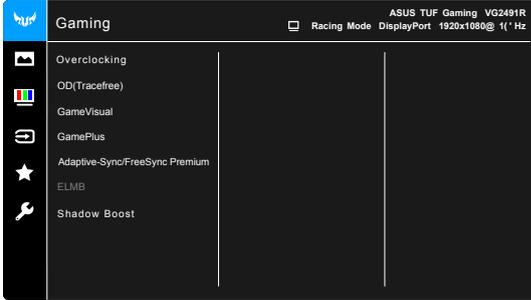 Gaming
ASUS TUF Gaming VG2491R
Racing Mode DisplayPort 1920x1080@ Hz
Overclocking
OD(Tracefree)
GameVisual
GamePlus
Adaptive-Sync/FreeSync Premium
ELMB
Shadow Boost